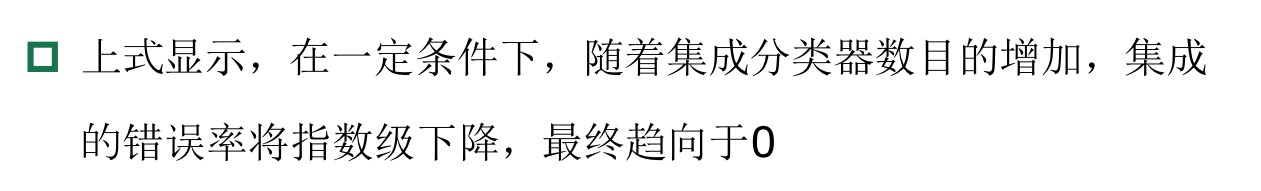 上式显示，在一定条件下，随着集成分类器数目的增加，集成
的错误率将指数级下降，最终趋向于0